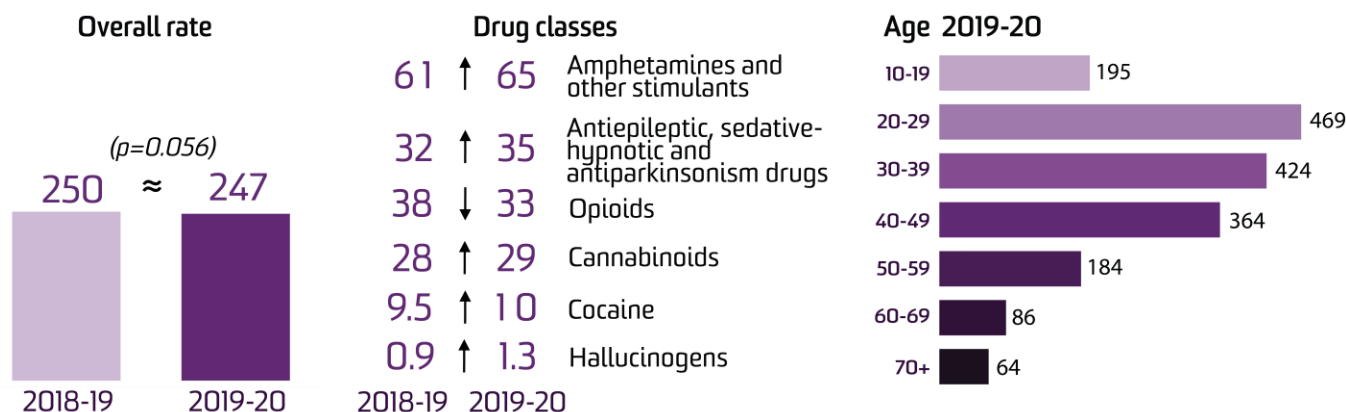 Overall rate
(p=0.056)
250 ≈ 247
2018-19 2019-20
Drug classes
61 ↑ 65 Amphetamines and
other stimulants
32 ↑ 35 Antiepileptic, sedative-
hypnotic and
antiparkinsonism drugs
38 ↓ 33 Opioids
28 ↑ 29 Cannabinoids
9.5 ↑ 10 Cocaine
0.9 ↑ 1.3 Hallucinogens
2018-19 2019-20
Age 2019-20
10-19 195
20-29 469
30-39 424
40-49 364
50-59 184
60-69 86
70+ 64